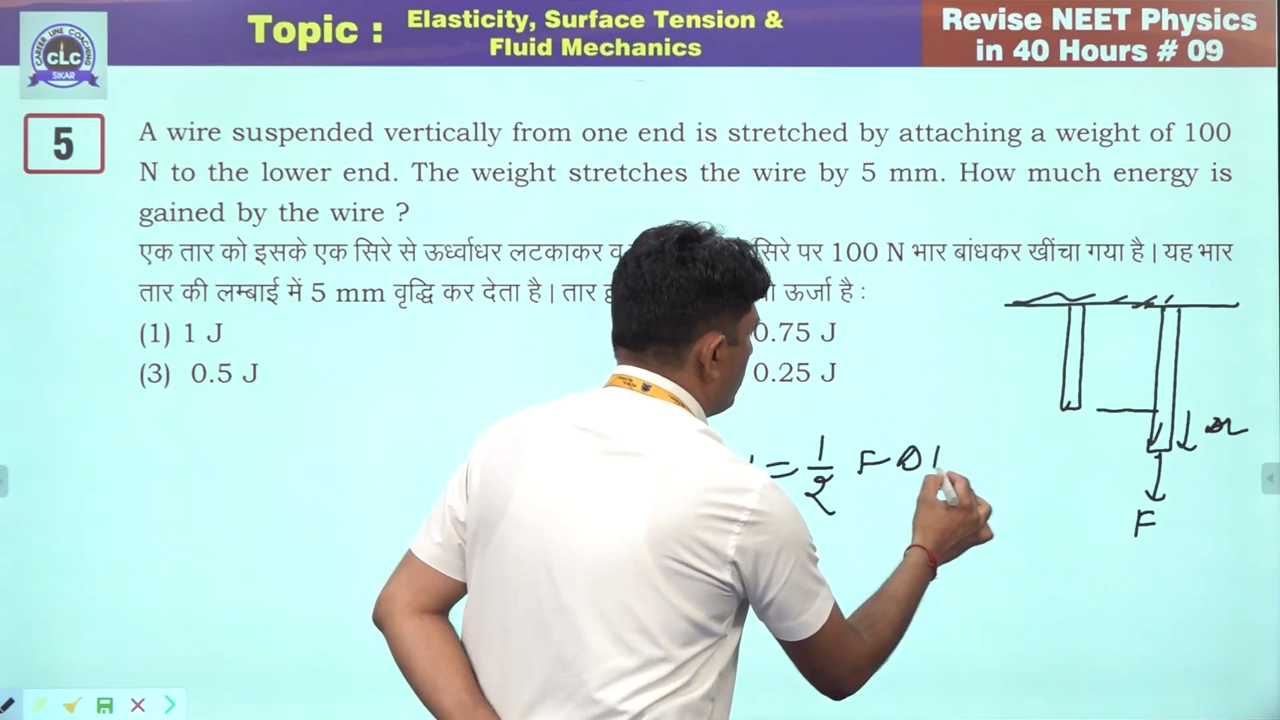 Topic :
Elasticity, Surface Tension &
Fluid Mechanics
Revise NEET Physics
in 40 Hours # 09
CAREER LINE COACHING
CLC
SIKAR
5
A wire suspended vertically from one end is stretched by attaching a weight of 100
N to the lower end. The weight stretches the wire by 5 mm. How much energy is
gained by the wire ?
एक तार को इसके एक सिरे से ऊर्ध्वाधर लटकाकर सिरे पर 100 N भार बांधकर खींचा गया है। यह भार
तार की लम्बाई में 5 mm वृद्धि कर देता है। तार ऊर्जा है :
(1) 1 J
0.75 J
(3) 0.5 J
0.25 J
= 1/2 F Δl
F